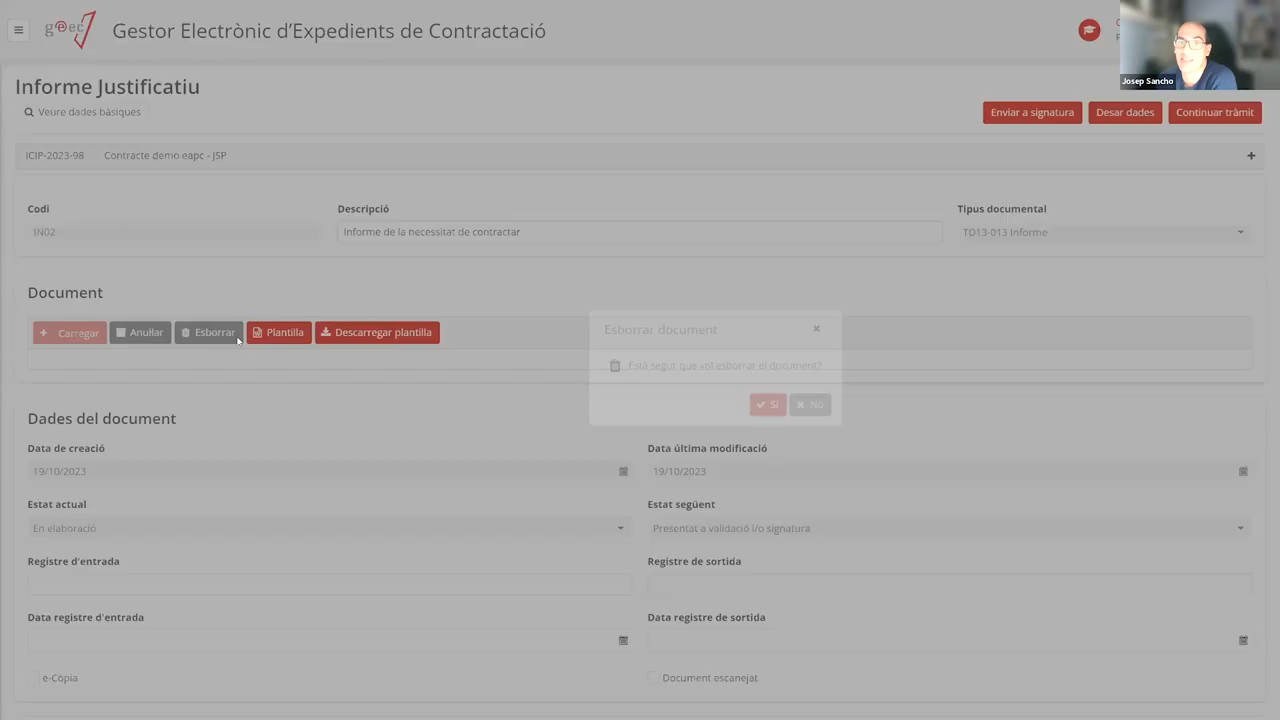 g@eec
Gestor Electrònic d'Expedients de Contractació
Josep Sancho
Informe Justificatiu
Veure dades bàsiques
Enviar a signatura
Desar dades
Continuar tràmit
ICIP-2023-98
Contracte demo eapc - JSP
Codi
Descripció
Tipus documental
IN02
Informe de la necessitat de contractar
TD13-013 Informe
Document
Carregar
Anul·lar
Esborrar
Plantilla
Descarregar plantilla
Esborrar document
Està segur que vol esborrar el document?
Sí
No
Dades del document
Data de creació
Data última modificació
19/10/2023
19/10/2023
Estat actual
Estat següent
En elaboració
Presentat a validació i/o signatura
Registre d'entrada
Registre de sortida
Data registre d'entrada
Data registre de sortida
e-Còpia
Document escanejat